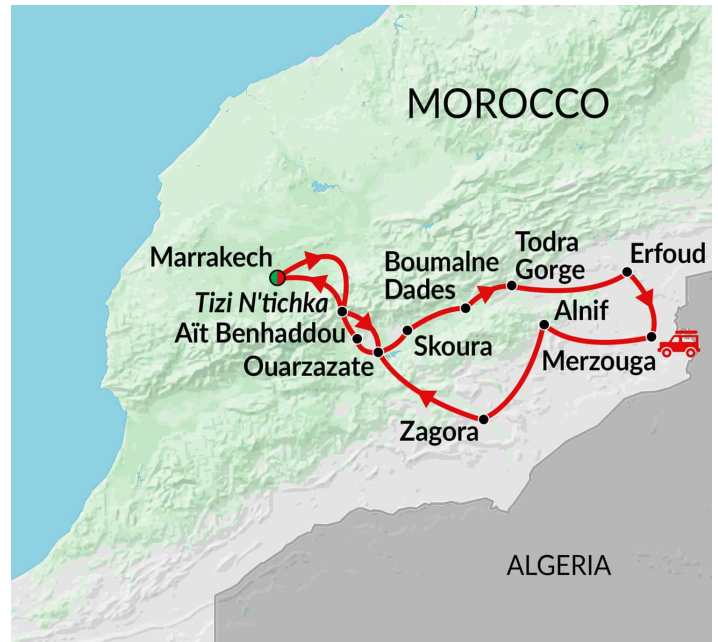 MOROCCO
Marrakech
Tizi N'tichka
Aït Benhaddou
Ouarzazate
Boumalne
Dades
Skoura
Todra
Gorge
Erfoud
Alnif
Merzouga
Zagora
ALGERIA